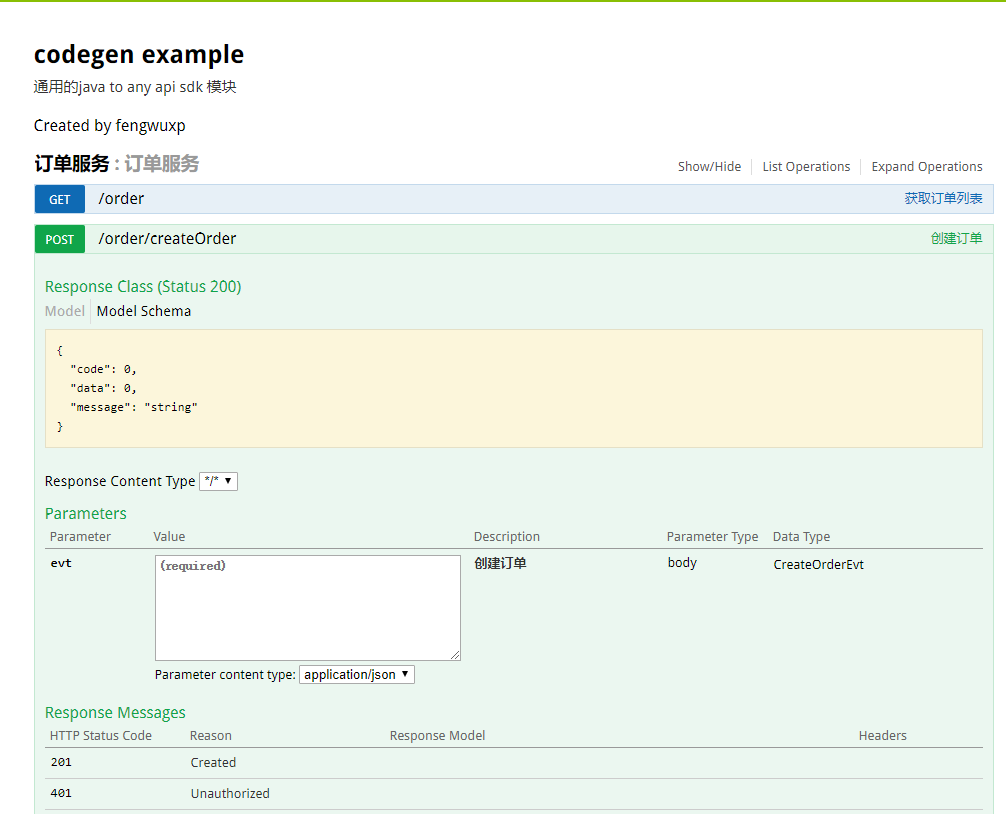 codegen example
通用的java to any api sdk 模块
Created by fengwuxp
订单服务 : 订单服务 Show/Hide List Operations Expand Operations
GET /order 获取订单列表
POST /order/createOrder 创建订单
Response Class (Status 200)
Model Model Schema
{
"code": 0,
"data": 0,
"message": "string"
}
Response Content Type */*
Parameters
Parameter Value Description Parameter Type Data Type
evt (required) 创建订单 body CreateOrderEvt
Parameter content type: application/json
Response Messages
HTTP Status Code Reason Response Model Headers
201 Created
401 Unauthorized